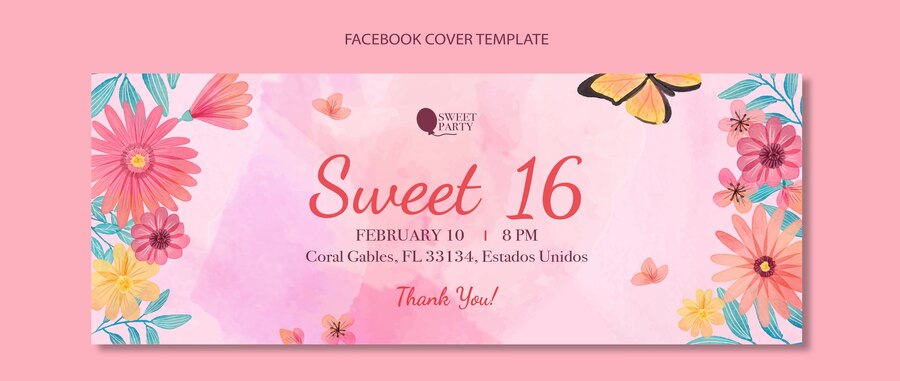 FACEBOOK COVER TEMPLATE
SWEET
PARTY
Sweet 16
FEBRUARY 10 | 8 PM
Coral Gables, FL 33134, Estados Unidos
Thank You!